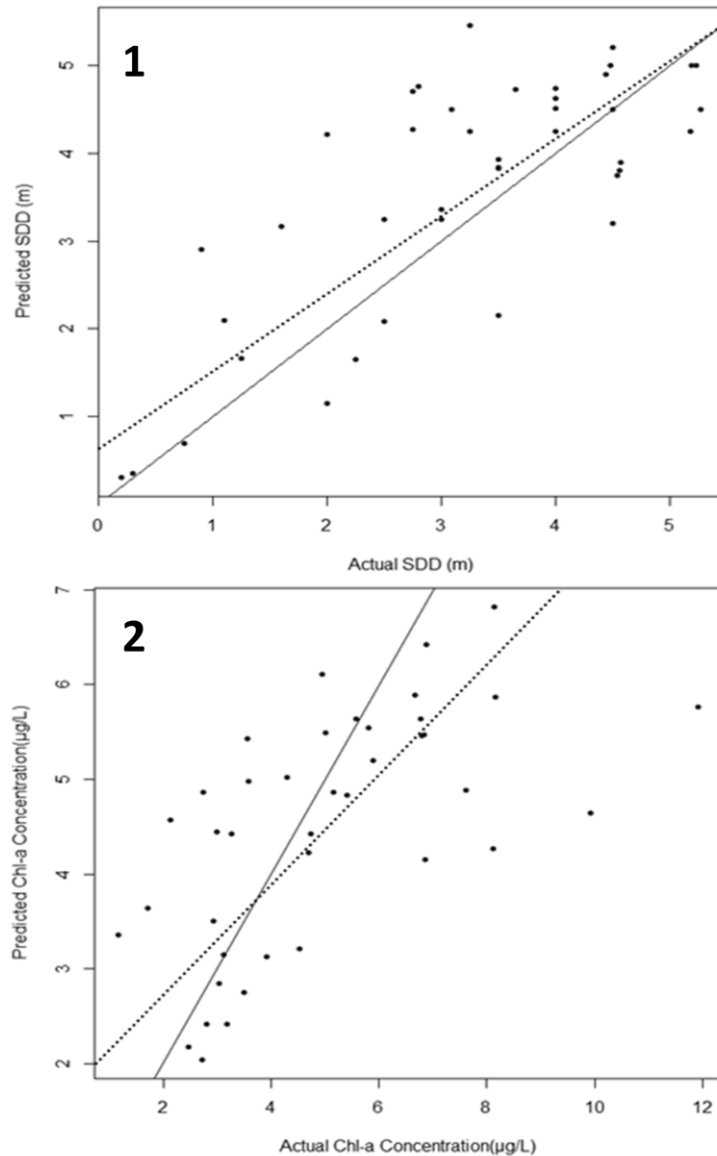 1
Predicted SDD (m)
5
4
3
2
1
0 1 2 3 4 5
Actual SDD (m)
2
Predicted Chl-a Concentration(µg/L)
7
6
5
4
3
2
2 4 6 8 10 12
Actual Chl-a Concentration(µg/L)